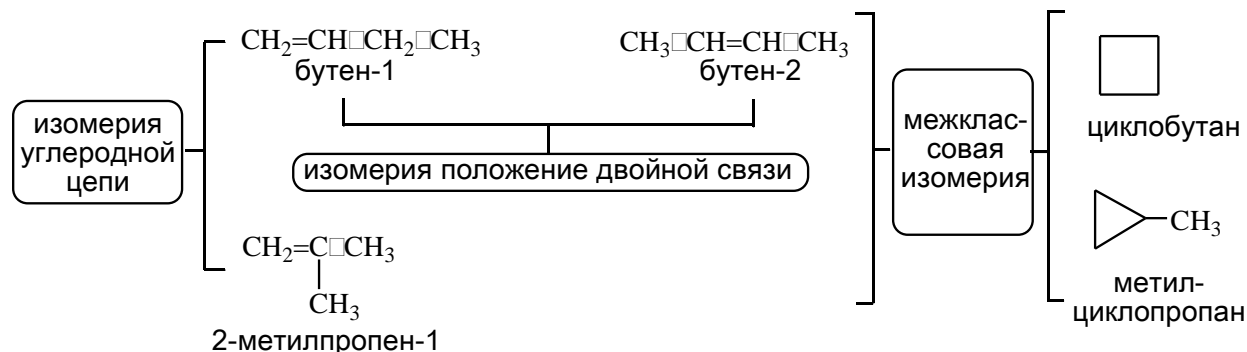 CH₂=CH□CH₂□CH₃
бутен-1
CH₃□CH=CH□CH₃
бутен-2
изомерия
углеродной
цепи
изомерия положение двойной связи
межклас-
совая
изомерия
циклобутан
CH₂=C□CH₃
CH₃
2-метилпропен-1
CH₃
метил-
циклопропан